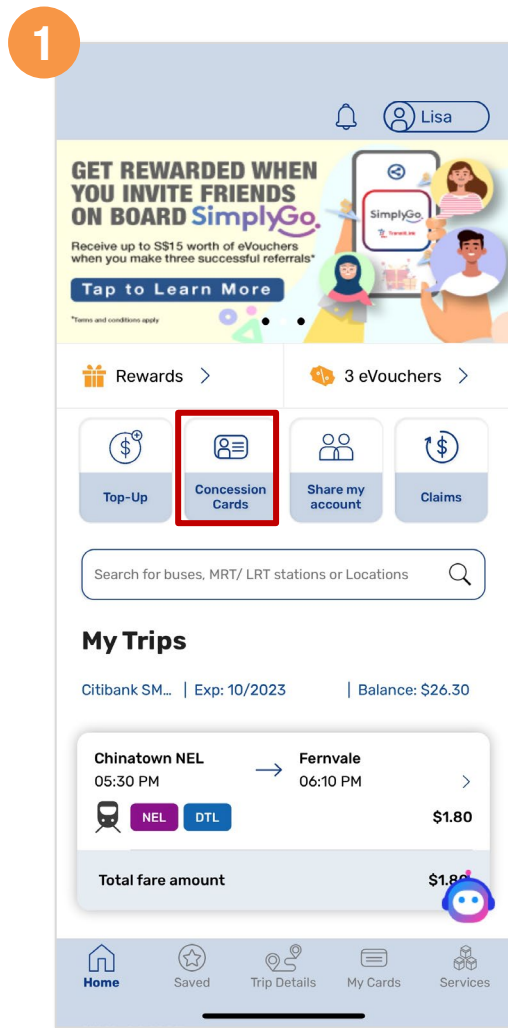 1
Lisa
GET REWARDED WHEN
YOU INVITE FRIENDS
ON BOARD SimplyGo.
Receive up to S$15 worth of eVouchers
when you make three successful referrals*
Tap to Learn More
*Terms and conditions apply
SimplyGo.
TransitLink
Rewards
3 eVouchers
Top-Up
Concession
Cards
Share my
account
Claims
Search for buses, MRT/ LRT stations or Locations
My Trips
Citibank SM... | Exp: 10/2023 | Balance: $26.30
Chinatown NEL
Fernvale
05:30 PM
06:10 PM
NEL DTL
$1.80
Total fare amount
$1.80
Home
Saved
Trip Details
My Cards
Services